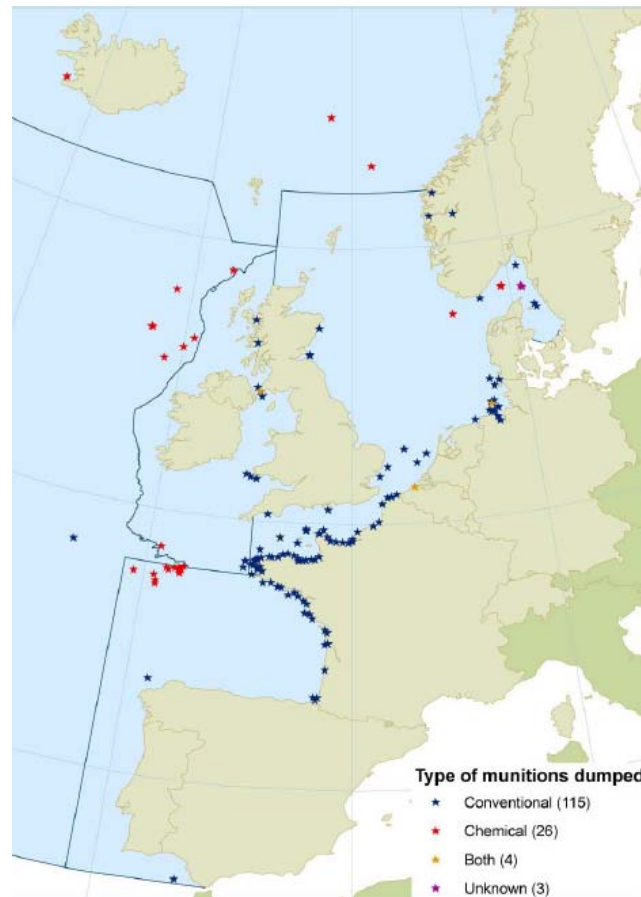 Type of munitions dumped
Conventional (115)
Chemical (26)
Both (4)
Unknown (3)